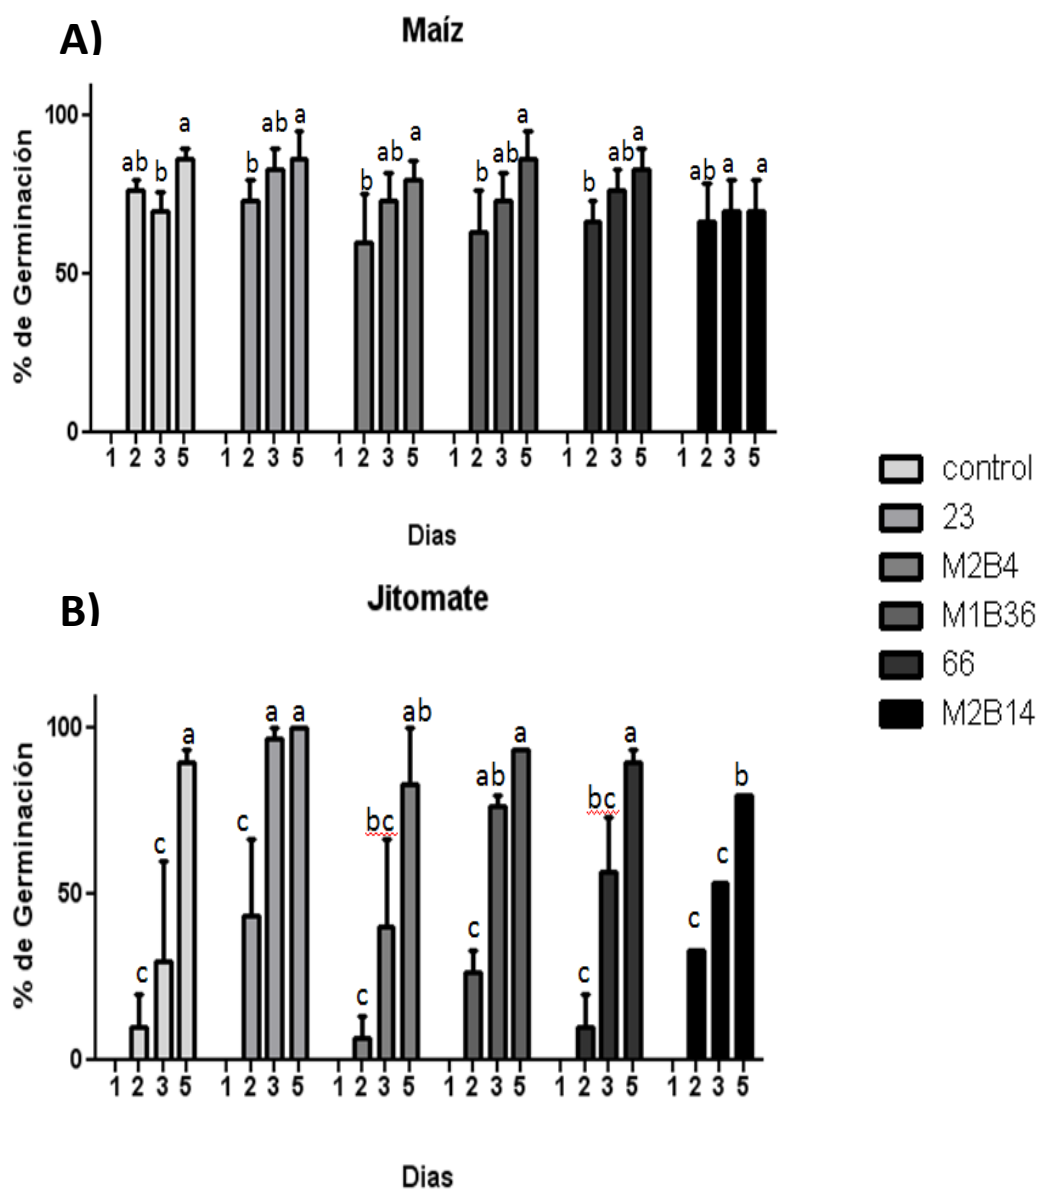 A)
Maíz
% de Germinación
100
50
0
ab b a
b ab a
b ab a
b ab a
b ab a
ab a a
1 2 3 5 1 2 3 5 1 2 3 5 1 2 3 5 1 2 3 5 1 2 3 5
Dias
control
23
M2B4
M1B36
66
M2B14
B)
Jitomate
% de Germinación
100
50
0
c c a
c a a
c bc ab
c ab a
c bc a
c c b
1 2 3 5 1 2 3 5 1 2 3 5 1 2 3 5 1 2 3 5 1 2 3 5
Dias